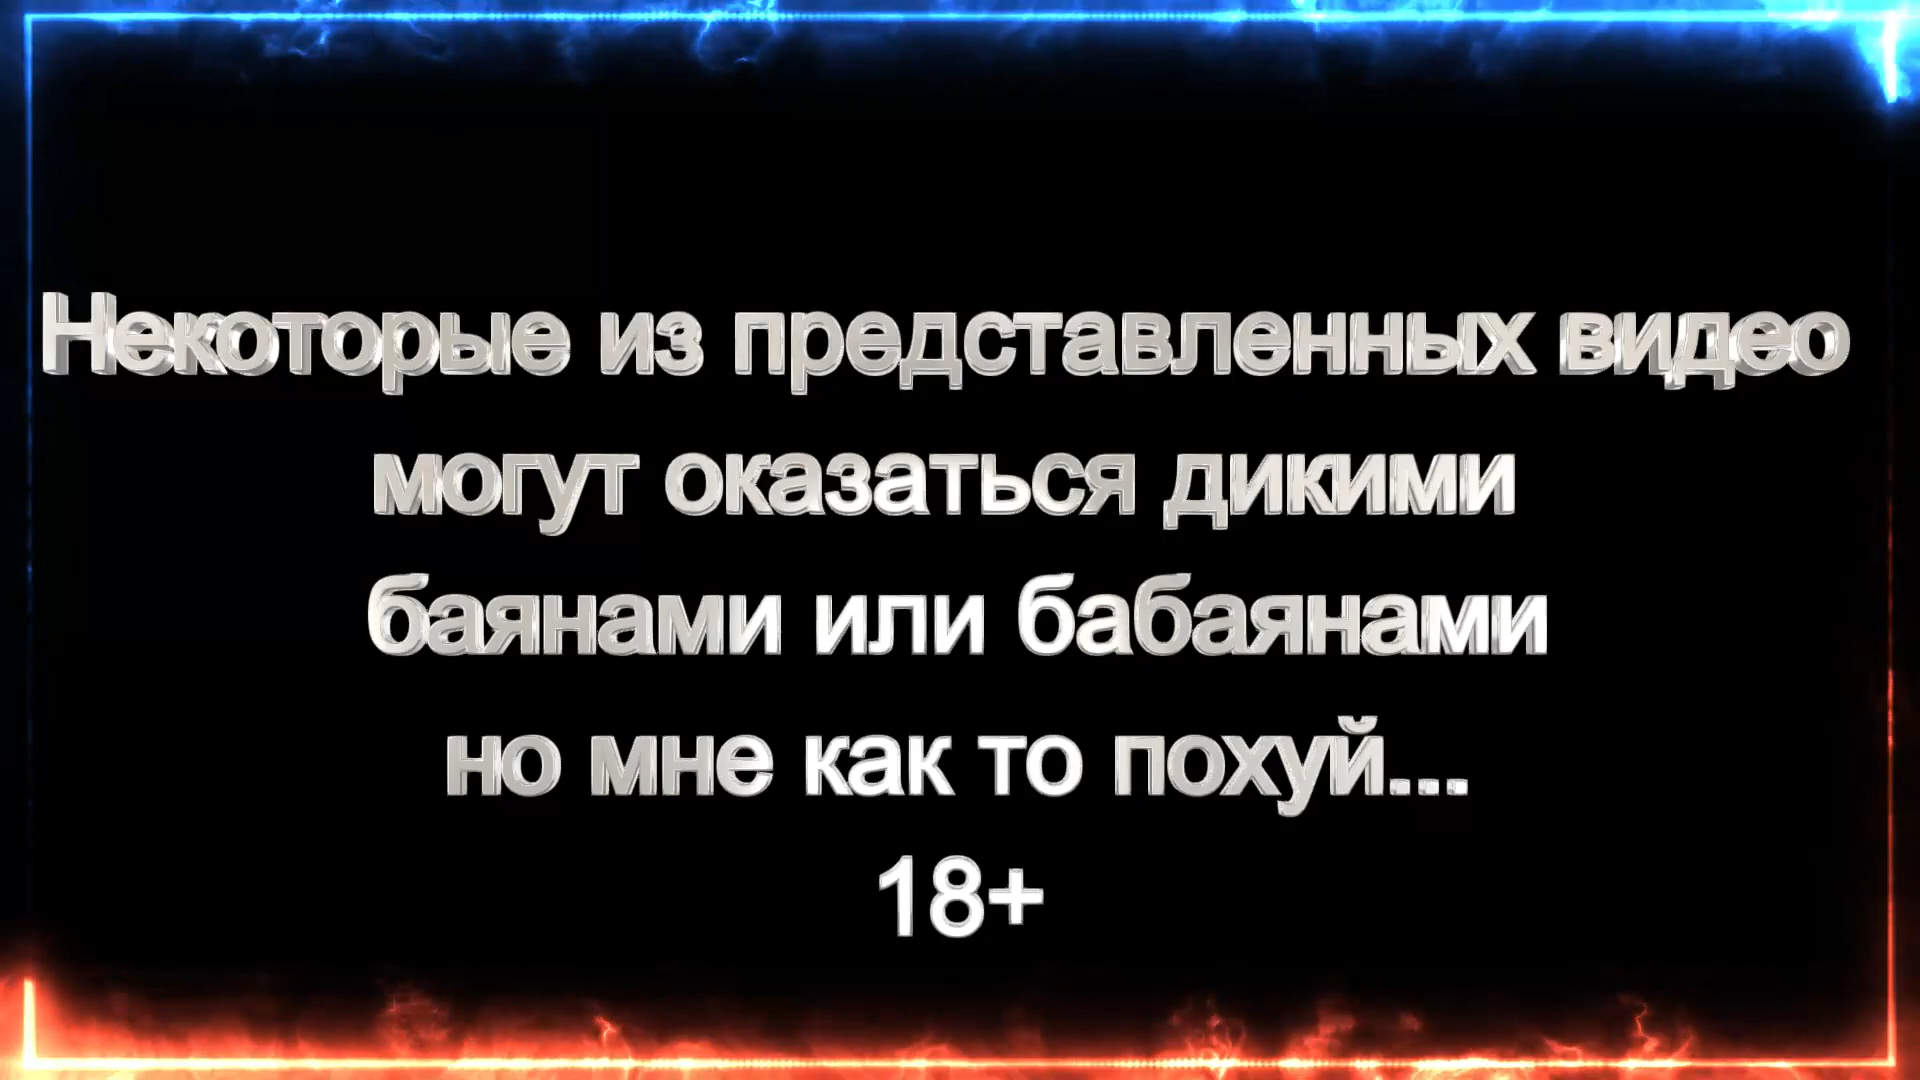 Некоторые из представленных видео
могут оказаться дикими
баянами или бабаянами
но мне как то похуй...
18+